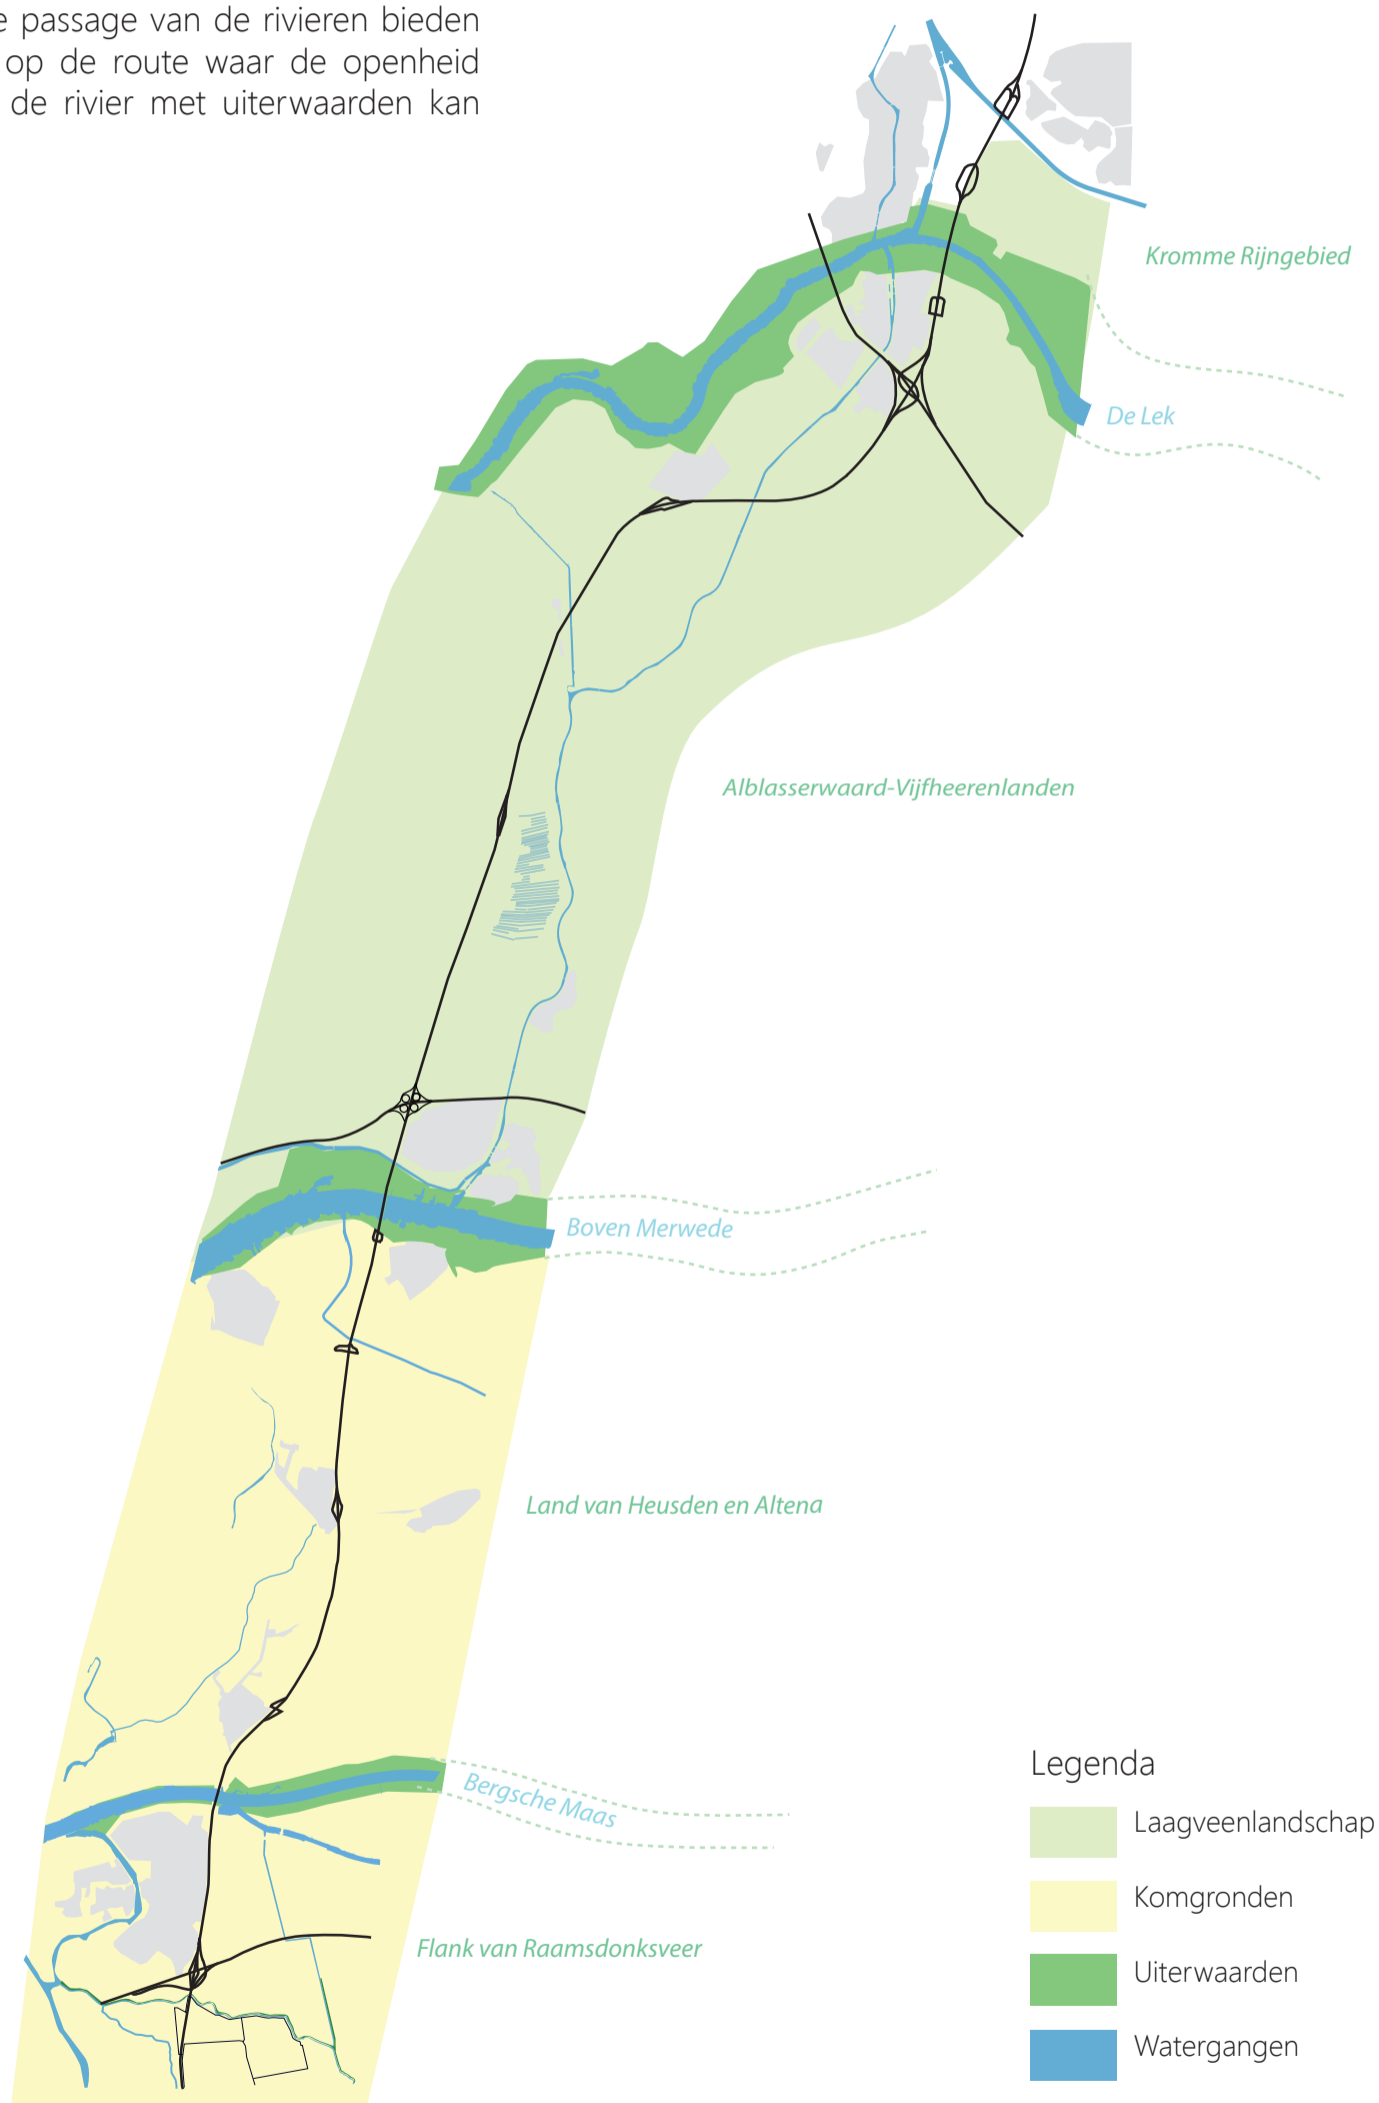 e passage van de rivieren bieden
op de route waar de openheid
de rivier met uiterwaarden kan
Kromme Rijngebied
De Lek
Alblasserwaard-Vijfheerenlanden
Boven Merwede
Land van Heusden en Altena
Bergsche Maas
Flank van Raamsdonksveer
Legenda
Laagveenlandschap
Komgronden
Uiterwaarden
Watergangen